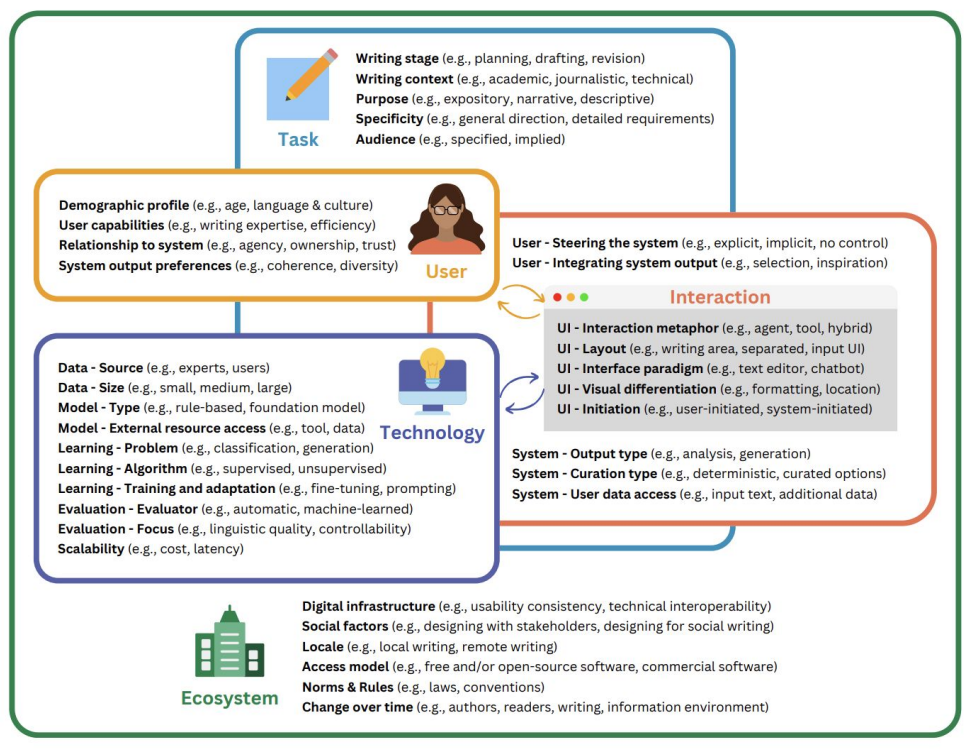 Writing stage (e.g., planning, drafting, revision)
Writing context (e.g., academic, journalistic, technical)
Purpose (e.g., expository, narrative, descriptive)
Specificity (e.g., general direction, detailed requirements)
Audience (e.g., specified, implied)
Task
Demographic profile (e.g., age, language & culture)
User capabilities (e.g., writing expertise, efficiency)
Relationship to system (e.g., agency, ownership, trust)
System output preferences (e.g., coherence, diversity)
User
User - Steering the system (e.g., explicit, implicit, no control)
User - Integrating system output (e.g., selection, inspiration)
Interaction
UI - Interaction metaphor (e.g., agent, tool, hybrid)
UI - Layout (e.g., writing area, separated, input UI)
UI - Interface paradigm (e.g., text editor, chatbot)
UI - Visual differentiation (e.g., formatting, location)
UI - Initiation (e.g., user-initiated, system-initiated)
System - Output type (e.g., analysis, generation)
System - Curation type (e.g., deterministic, curated options)
System - User data access (e.g., input text, additional data)
Data - Source (e.g., experts, users)
Data - Size (e.g., small, medium, large)
Model - Type (e.g., rule-based, foundation model)
Model - External resource access (e.g., tool, data)
Learning - Problem (e.g., classification, generation)
Learning - Algorithm (e.g., supervised, unsupervised)
Learning - Training and adaptation (e.g., fine-tuning, prompting)
Evaluation - Evaluator (e.g., automatic, machine-learned)
Evaluation - Focus (e.g., linguistic quality, controllability)
Scalability (e.g., cost, latency)
Technology
Digital infrastructure (e.g., usability consistency, technical interoperability)
Social factors (e.g., designing with stakeholders, designing for social writing)
Locale (e.g., local writing, remote writing)
Access model (e.g., free and/or open-source software, commercial software)
Norms & Rules (e.g., laws, conventions)
Change over time (e.g., authors, readers, writing, information environment)
Ecosystem